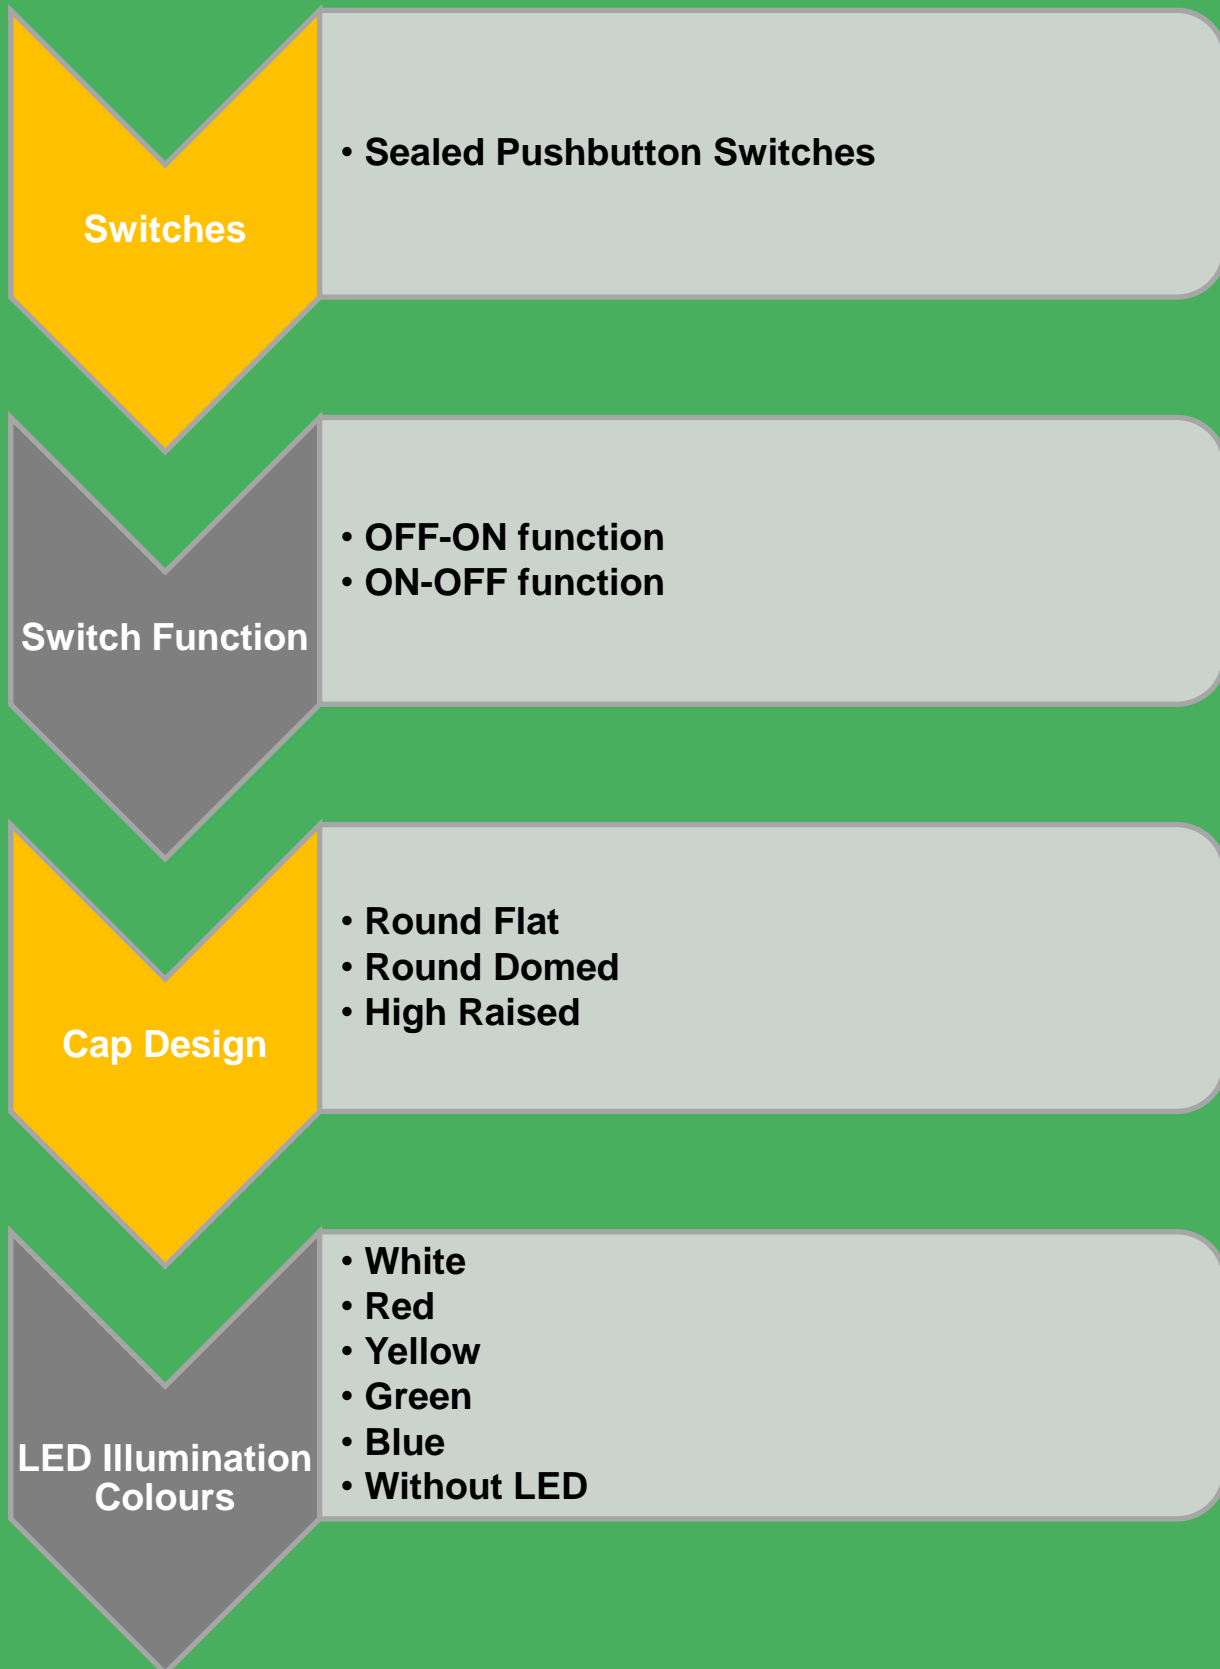 Switches
• Sealed Pushbutton Switches
Switch Function
• OFF-ON function
• ON-OFF function
Cap Design
• Round Flat
• Round Domed
• High Raised
LED Illumination
Colours
• White
• Red
• Yellow
• Green
• Blue
• Without LED